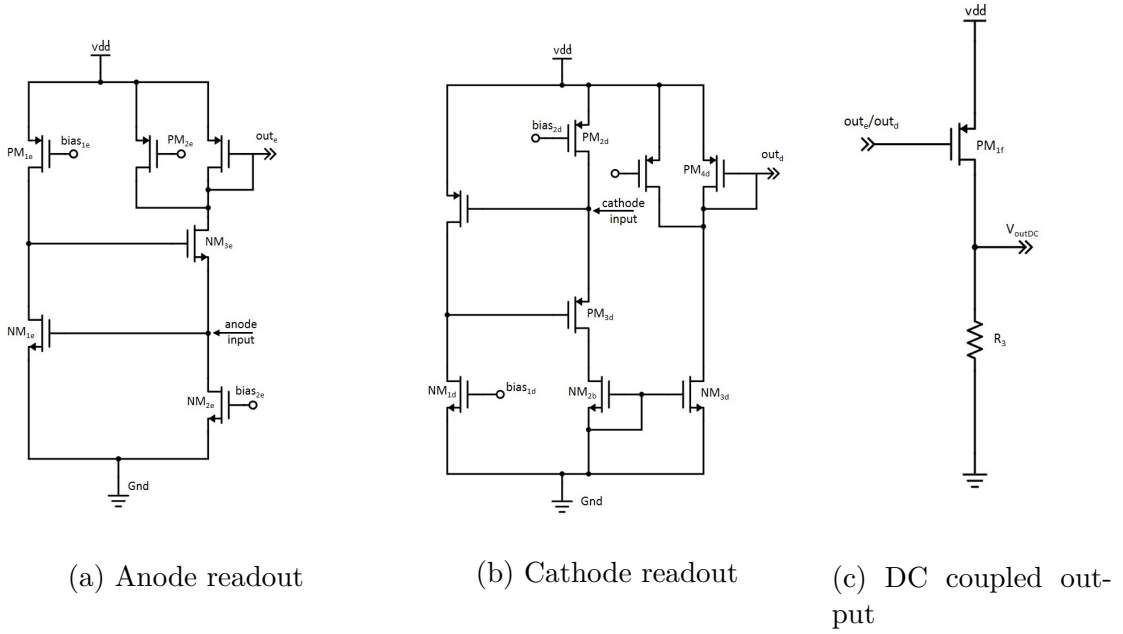 vdd
PM1e
bias1e
PM2e
oute
NM3e
NM1e
anode
input
NM2e
bias2e
Gnd
(a) Anode readout
vdd
bias2d
PM2d
PM4d
outd
cathode
input
PM3d
NM1d
bias1d
NM2b
NM3d
Gnd
(b) Cathode readout
vdd
oute/outd
PM1f
VoutDC
R3
(c) DC coupled out-
put